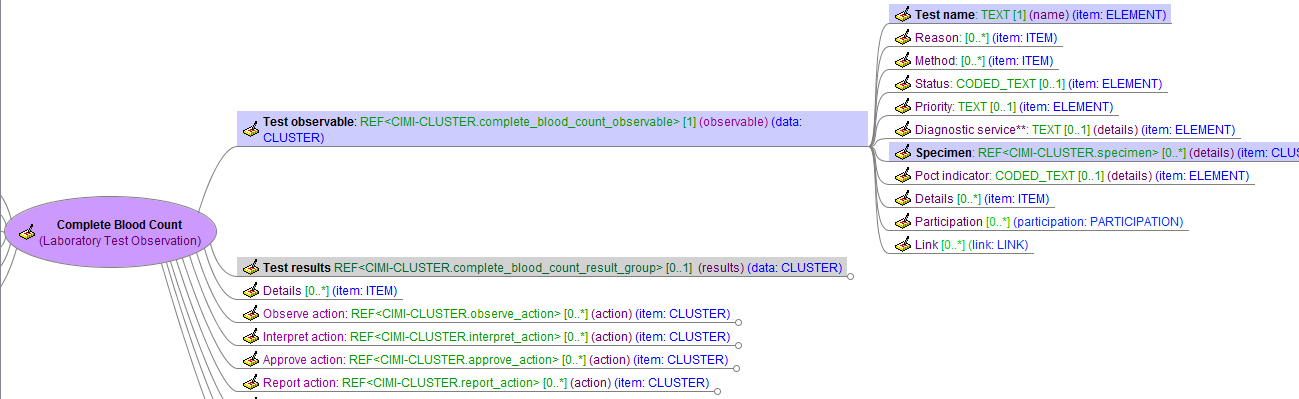 Test name: TEXT [1] (name) (item: ELEMENT)
Reason: [0..*] (item: ITEM)
Method: [0..*] (item: ITEM)
Status: CODED_TEXT [0..1] (item: ELEMENT)
Priority: TEXT [0..1] (item: ELEMENT)
Diagnostic service**: TEXT [0..1] (details) (item: ELEMENT)
Specimen: REF<CIMI-CLUSTER.specimen> [0..*] (details) (item: CLUS
Poct indicator: CODED_TEXT [0..1] (details) (item: ELEMENT)
Details [0..*] (item: ITEM)
Participation [0..*] (participation: PARTICIPATION)
Link [0..*] (link: LINK)
Test observable: REF<CIMI-CLUSTER.complete_blood_count_observable> [1] (observable) (data:
CLUSTER)
Complete Blood Count
(Laboratory Test Observation)
Test results REF<CIMI-CLUSTER.complete_blood_count_result_group> [0..1] (results) (data: CLUSTER)
Details [0..*] (item: ITEM)
Observe action: REF<CIMI-CLUSTER.observe_action> [0..*] (action) (item: CLUSTER)
Interpret action: REF<CIMI-CLUSTER.interpret_action> [0..*] (action) (item: CLUSTER)
Approve action: REF<CIMI-CLUSTER.approve_action> [0..*] (action) (item: CLUSTER)
Report action: REF<CIMI-CLUSTER.report_action> [0..*] (action) (item: CLUSTER)